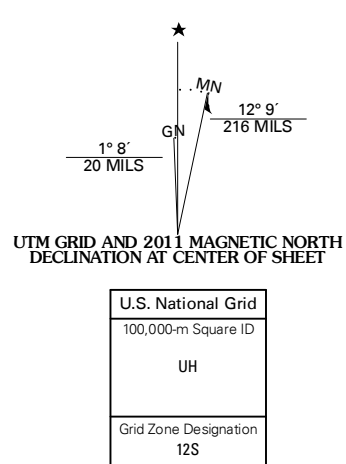 ★
MN
GN
12° 9´
216 MILS
1° 8´
20 MILS
UTM GRID AND 2011 MAGNETIC NORTH
DECLINATION AT CENTER OF SHEET
U.S. National Grid
100,000-m Square ID
UH
Grid Zone Designation
12S